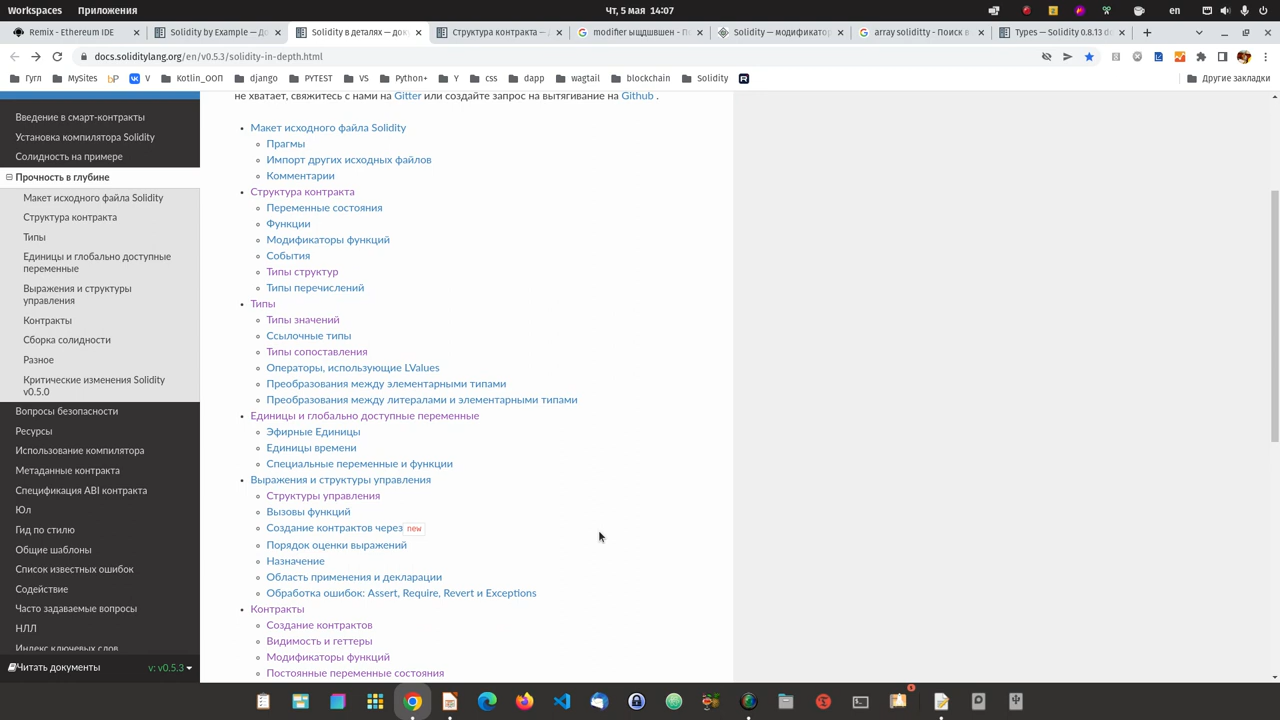 Workspaces Приложения Чт, 5 мая 14:07 en
Remix - Ethereum IDE × Solidity by Example — д × Solidity в деталях — док × Структура контракта — × modifier ыщдшвшен - П × Solidity — модификатор × array soliditty - Поиск в × Types — Solidity 0.8.13 d ×
docs.soliditylang.org/en/v0.5.3/solidity-in-depth.html
Гугл MySites V Kotlin_ООП django PYTEST VS Python+ Y css dapp wagtail blockchain Solidity Другие закладки
не хватает, свяжитесь с нами на Gitter или создайте запрос на вытягивание на Github .
Введение в смарт-контракты
Установка компилятора Solidity
Солидность на примере
Прочность в глубине
Макет исходного файла Solidity
Структура контракта
Типы
Единицы и глобально доступные
переменные
Выражения и структуры
управления
Контракты
Сборка солидности
Разное
Критические изменения Solidity
v0.5.0
Вопросы безопасности
Ресурсы
Использование компилятора
Метаданные контракта
Спецификация ABI контракта
Юл
Гид по стилю
Общие шаблоны
Список известных ошибок
Содействие
Часто задаваемые вопросы
НЛЛ
Индекс ключевых слов
Читать документы v: v0.5.3
Макет исходного файла Solidity
Прагмы
Импорт других исходных файлов
Комментарии
Структура контракта
Переменные состояния
Функции
Модификаторы функций
События
Типы структур
Типы перечислений
Типы
Типы значений
Ссылочные типы
Типы сопоставления
Операторы, использующие LValues
Преобразования между элементарными типами
Преобразования между литералами и элементарными типами
Единицы и глобально доступные переменные
Эфирные Единицы
Единицы времени
Специальные переменные и функции
Выражения и структуры управления
Структуры управления
Вызовы функций
Создание контрактов через new
Порядок оценки выражений
Назначение
Область применения и декларации
Обработка ошибок: Assert, Require, Revert и Exceptions
Контракты
Создание контрактов
Видимость и геттеры
Модификаторы функций
Постоянные переменные состояния